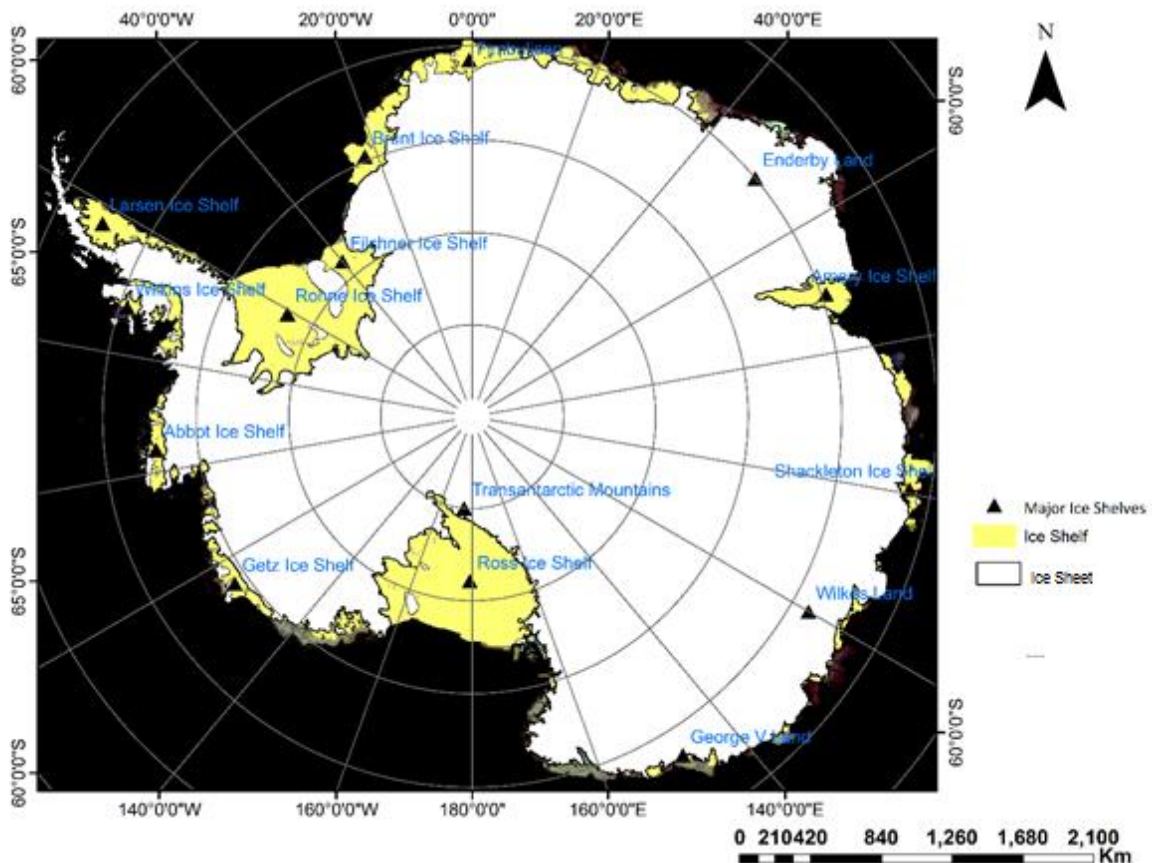 40°0'0"W 20°0'0"W 0°0'0" 20°0'0"E 40°0'0"E
N
60°0'0"S
60°0'0"S
Brunt Ice Shelf
Enderby Land
Larsen Ice Shelf
Filchner Ice Shelf
65°0'0"S
Amery Ice Shelf
Wilkins Ice Shelf
Ronne Ice Shelf
Abbot Ice Shelf
Shackleton Ice Shelf
Transantarctic Mountains
Major Ice Shelves
Ice Shelf
Ice Sheet
Getz Ice Shelf
Ross Ice Shelf
65°0'0"S
Wilkes Land
George V Land
60°0'0"S
60°0'0"S
140°0'0"W 160°0'0"W 180°0'0" 160°0'0"E 140°0'0"E
0 210420 840 1,260 1,680 2,100
Km